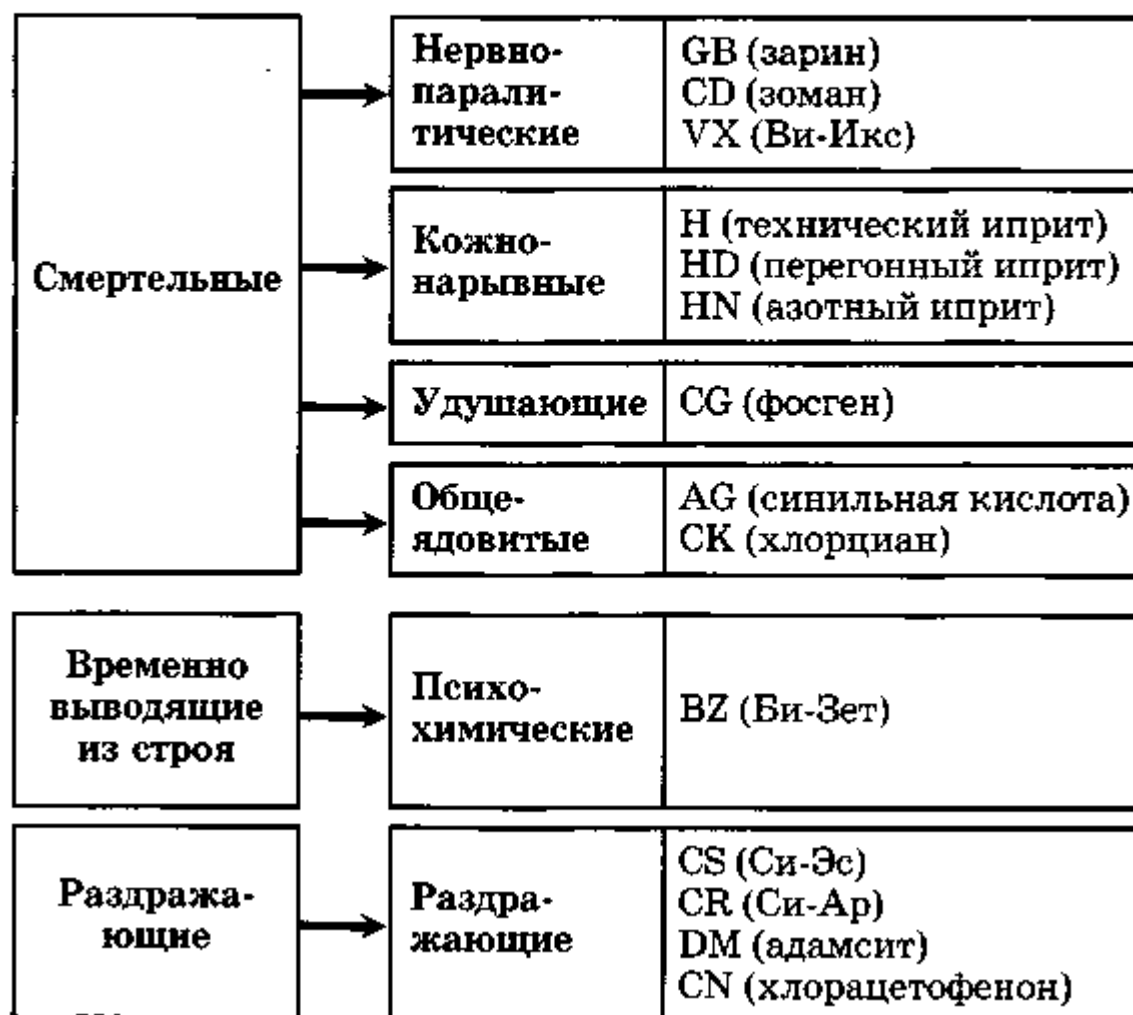 Смертельные
Нервно-
парали-
тические
GB (зарин)
CD (зоман)
VX (Ви-Икс)
Кожно-
нарывные
H (технический иприт)
HD (перегонный иприт)
HN (азотный иприт)
Удушающие
CG (фосген)
Обще-
ядовитые
AG (синильная кислота)
CK (хлорциан)
Временно
выводящие
из строя
Психо-
химические
BZ (Би-Зет)
Раздража-
ющие
Раздра-
жающие
CS (Си-Эс)
CR (Си-Ар)
DM (адамсит)
CN (хлорацетофенон)